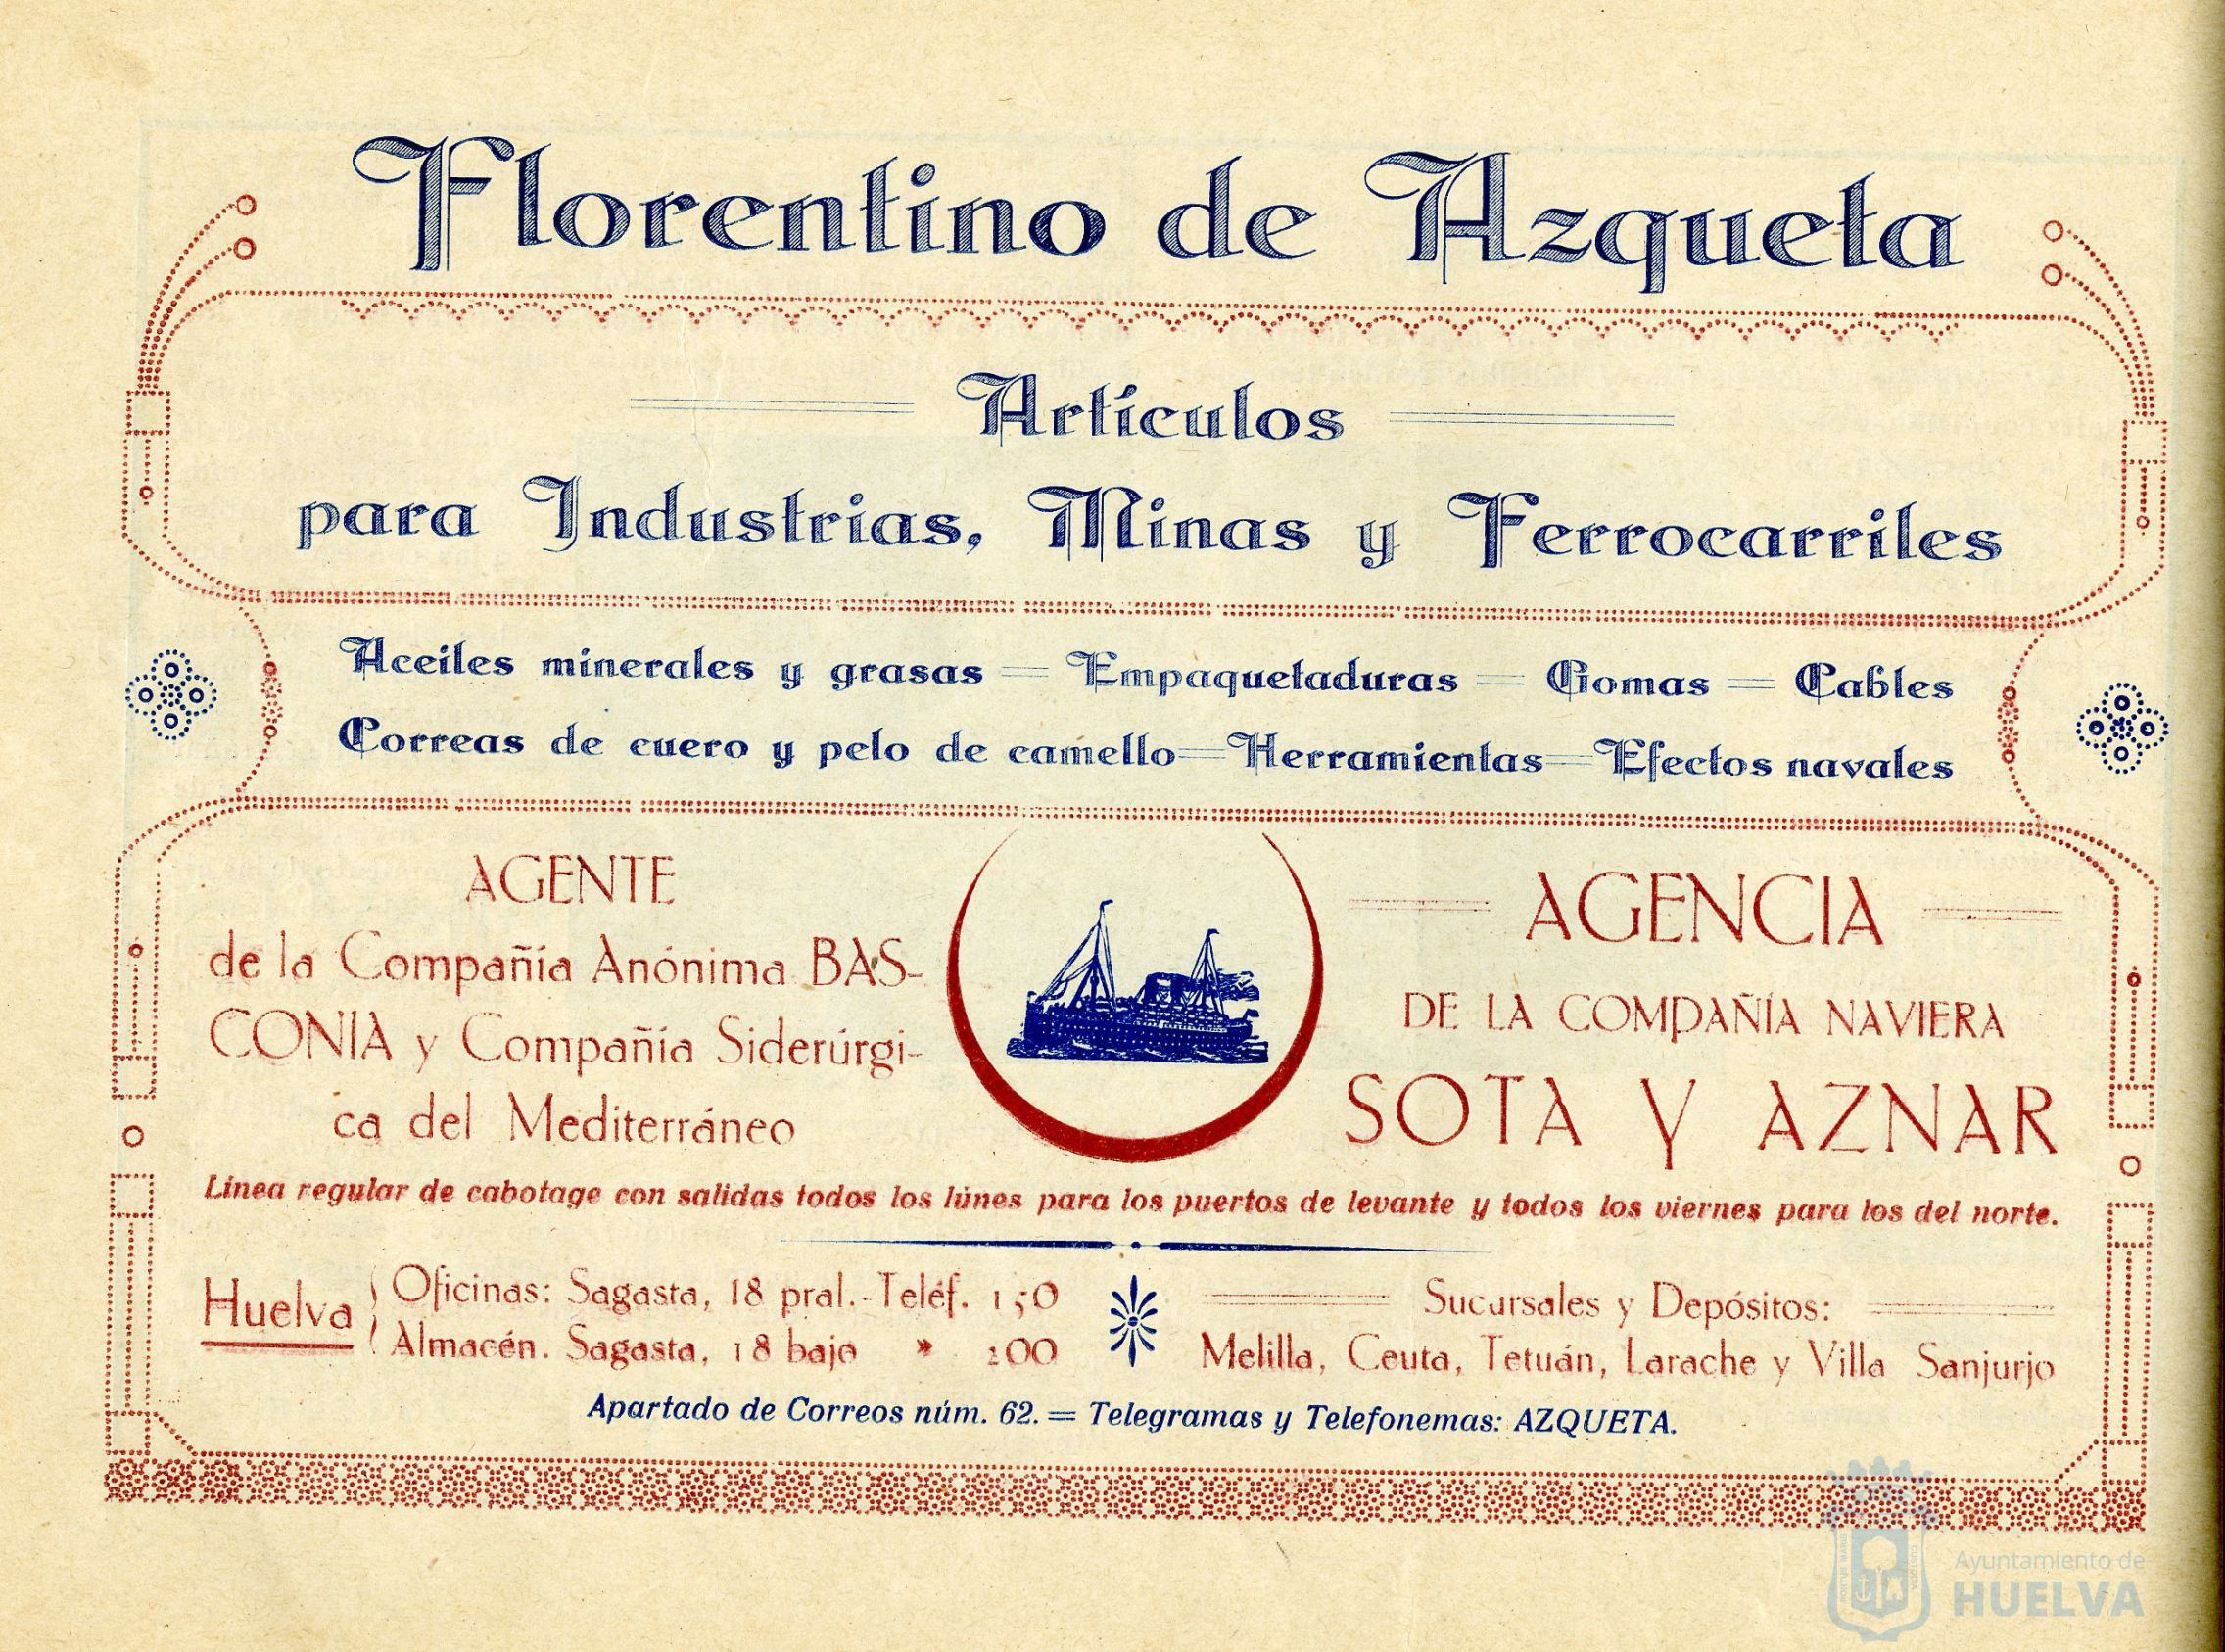 Florentino de Azqueta
Artículos
para Industrias, Minas y Ferrocarriles
Aceites minerales y grasas = Empaquetaduras = Gomas = Cables
Correas de cuero y pelo de camello = Herramientas = Efectos navales
AGENTE
de la Compañía Anónima BAS-
CONIA y Compañía Siderúrgi-
ca del Mediterráneo
AGENCIA
DE LA COMPAÑÍA NAVIERA
SOTA Y AZNAR
Línea regular de cabotage con salidas todos los lúnes para los puertos de levante y todos los viernes para los del norte.
Huelva
Oficinas: Sagasta, 18 pral.-Teléf. 150
Almacén. Sagasta, 18 bajo » 200
Sucursales y Depósitos:
Melilla, Ceuta, Tetuán, Larache y Villa Sanjurjo
Apartado de Correos núm. 62. = Telegramas y Telefonemas: AZQUETA.
Ayuntamiento de
HUELVA